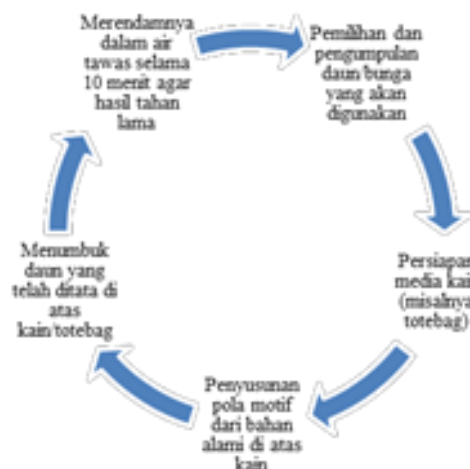 Merendamnya
dalam air
tawas selama
10 menit agar
hasil tahan
lama
Pemilihan dan
pengumpulan
daun/bunga
yang akan
digunakan
Persiapan
media kain
(misalnya
totebag)
Penyusunan
pola motif
dari bahan
alami di atas
kain
Menumbuk
daun yang
telah ditata di
atas
kain/totebag